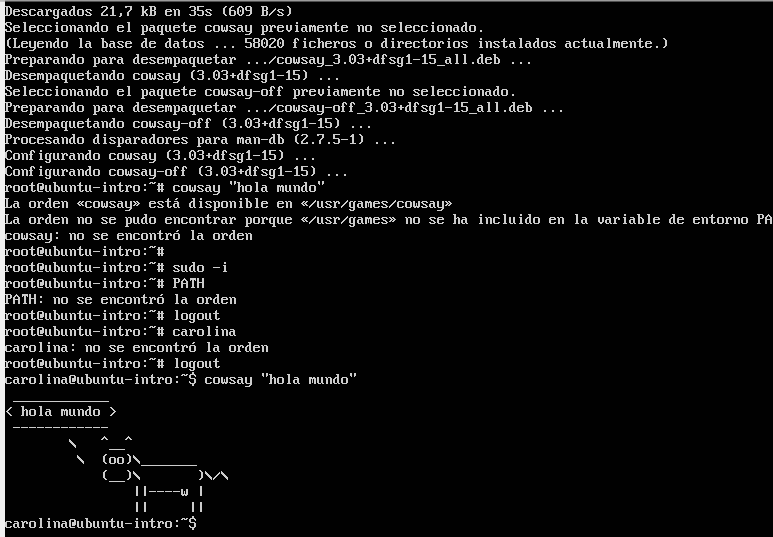 Descargados 21,7 kB en 35s (609 B/s)
Seleccionando el paquete cowsay previamente no seleccionado.
(Leyendo la base de datos ... 58020 ficheros o directorios instalados actualmente.)
Preparando para desempaquetar .../cowsay_3.03+dfsg1-15_all.deb ...
Desempaquetando cowsay (3.03+dfsg1-15) ...
Seleccionando el paquete cowsay-off previamente no seleccionado.
Preparando para desempaquetar .../cowsay-off_3.03+dfsg1-15_all.deb ...
Desempaquetando cowsay-off (3.03+dfsg1-15) ...
Procesando disparadores para man-db (2.7.5-1) ...
Configurando cowsay (3.03+dfsg1-15) ...
Configurando cowsay-off (3.03+dfsg1-15) ...
root@ubuntu-intro:~# cowsay "hola mundo"
La orden «cowsay» está disponible en «/usr/games/cowsay»
La orden no se pudo encontrar porque «/usr/games» no se ha incluido en la variable de entorno PA
cowsay: no se encontró la orden
root@ubuntu-intro:~#
root@ubuntu-intro:~# sudo -i
root@ubuntu-intro:~# PATH
PATH: no se encontró la orden
root@ubuntu-intro:~# logout
root@ubuntu-intro:~# carolina
carolina: no se encontró la orden
root@ubuntu-intro:~# logout
carolina@ubuntu-intro:~$ cowsay "hola mundo"
 ____________
< hola mundo >
 ------------
        \   ^__^
         \  (oo)\_______
            (__)\       )\/\
                ||----w |
                ||     ||
carolina@ubuntu-intro:~$